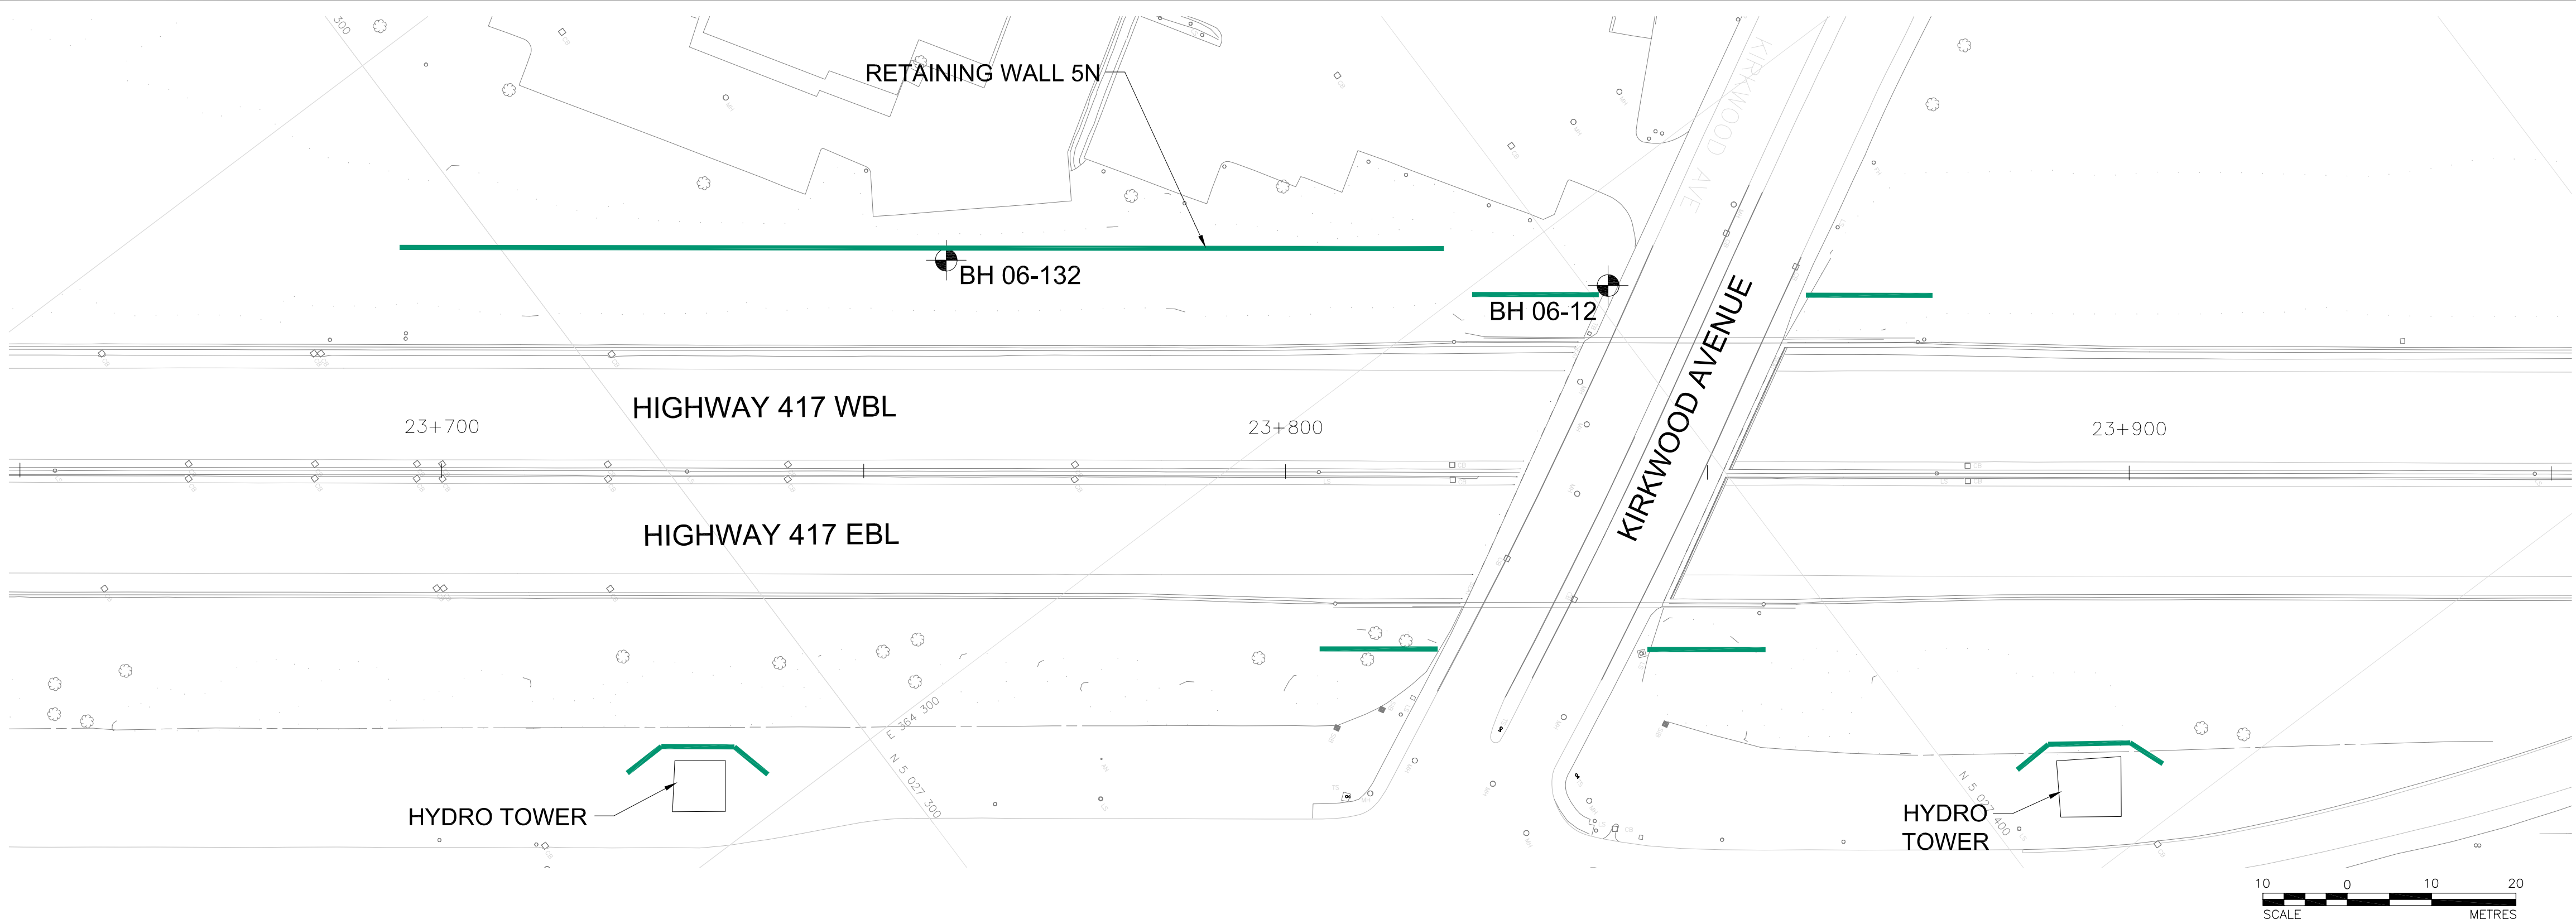 300
RETAINING WALL 5N
KIRKWOOD AVE
BH 06-132
BH 06-12
KIRKWOOD AVENUE
HIGHWAY 417 WBL
23+700
23+800
23+900
HIGHWAY 417 EBL
E 364 300
N 5 027 300
N 5 027 400
HYDRO TOWER
HYDRO
TOWER
10 0 10 20
SCALE METRES